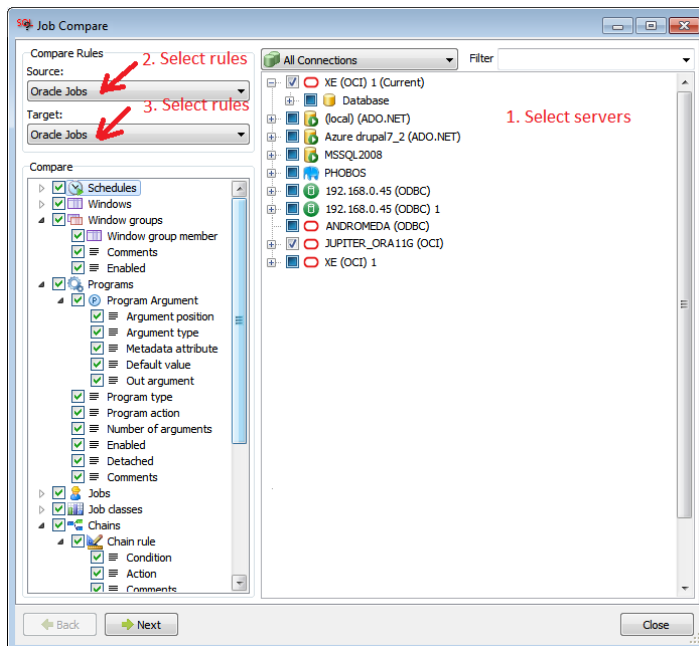 Job Compare
Compare Rules
2. Select rules
Source:
Oracle Jobs
3. Select rules
Target:
Oracle Jobs
Compare
Schedules
Windows
Window groups
Window group member
Comments
Enabled
Programs
Program Argument
Argument position
Argument type
Metadata attribute
Default value
Out argument
Program type
Program action
Number of arguments
Enabled
Detached
Comments
Jobs
Job classes
Chains
Chain rule
Condition
Action
Comments
All Connections
Filter
XE (OCI) 1 (Current)
Database
1. Select servers
(local) (ADO.NET)
Azure drupal7_2 (ADO.NET)
MSSQL2008
PHOBOS
192.168.0.45 (ODBC)
192.168.0.45 (ODBC) 1
ANDROMEDA (ODBC)
JUPITER_ORA11G (OCI)
XE (OCI) 1
Back
Next
Close